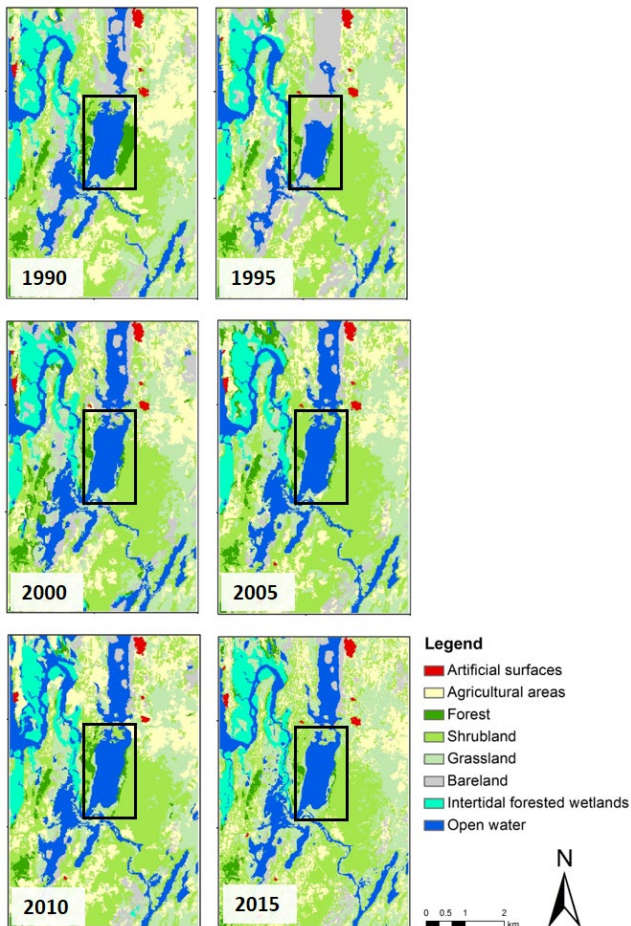 1990
1995
2000
2005
2010
2015
Legend
Artificial surfaces
Agricultural areas
Forest
Shrubland
Grassland
Bareland
Intertidal forested wetlands
Open water
N
0 0.5 1 2
km